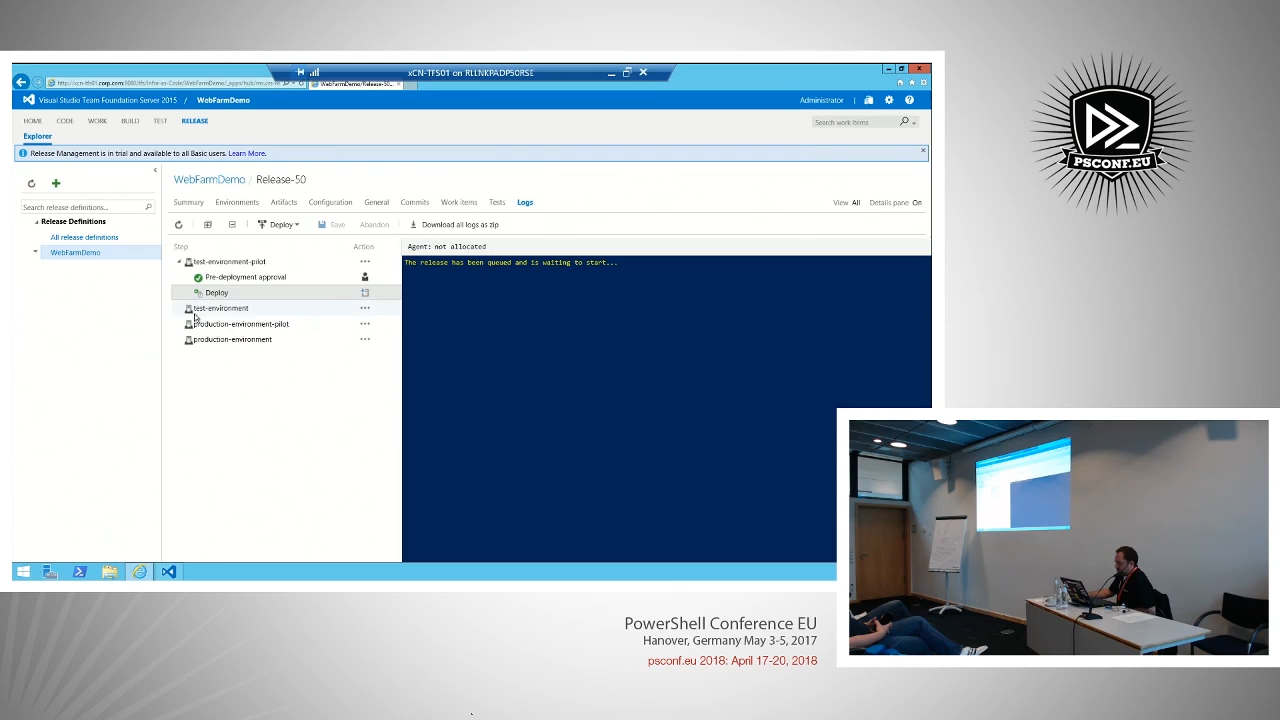 xCN-TFS01 on RLLNKPADP50RSE
WebFarmDemo/Release-50...
Visual Studio Team Foundation Server 2015 / WebFarmDemo
Administrator
HOME CODE WORK BUILD TEST RELEASE
Search work items
Explorer
Release Management is in trial and available to all Basic users. Learn More.
WebFarmDemo / Release-50
Summary Environments Artifacts Configuration General Commits Work items Tests Logs
View All Details pane On
Search release definitions...
Deploy Save Abandon Download all logs as zip
Release Definitions
All release definitions
WebFarmDemo
Step Action
Agent: not allocated
test-environment-pilot
The release has been queued and is waiting to start...
Pre-deployment approval
Deploy
test-environment
production-environment-pilot
production-environment
PSCONF.EU
PowerShell Conference EU
Hanover, Germany May 3-5, 2017
psconf.eu 2018: April 17-20, 2018